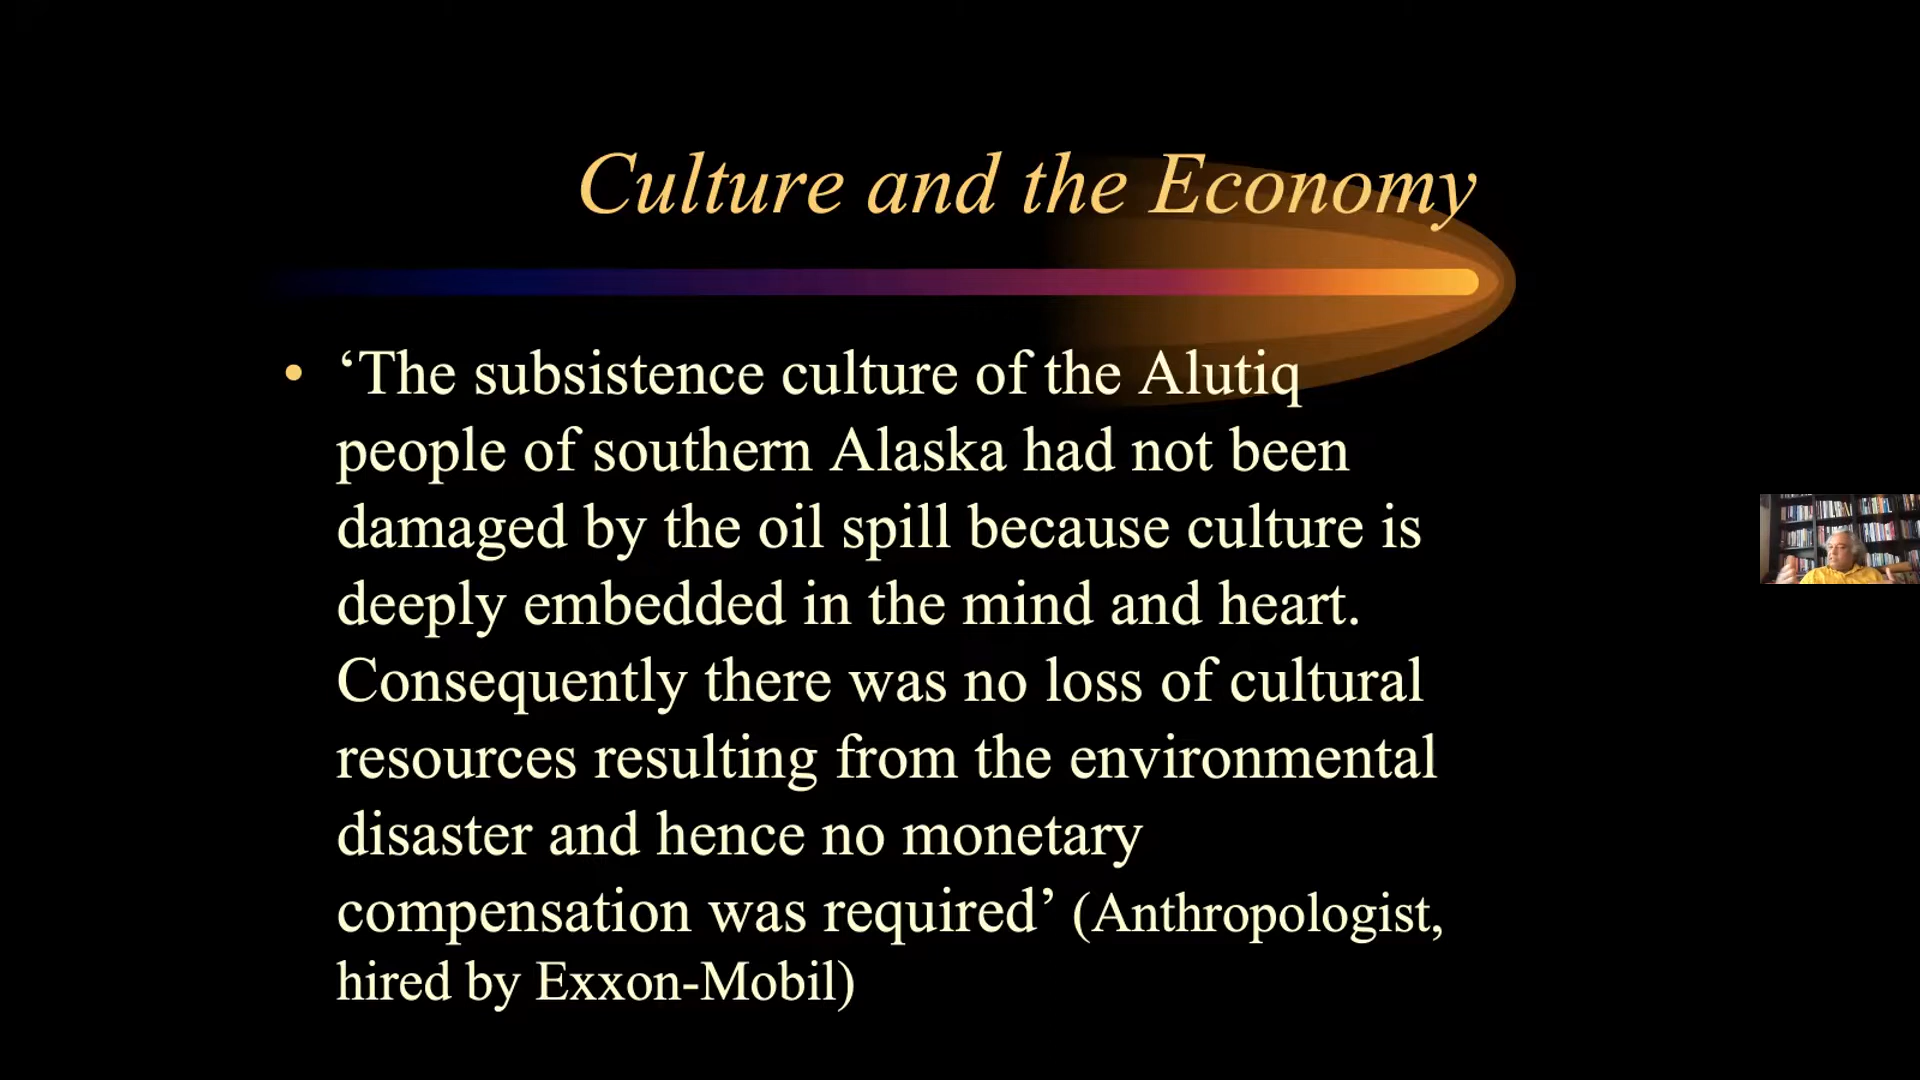 Culture and the Economy
• ‘The subsistence culture of the Alutiq
people of southern Alaska had not been
damaged by the oil spill because culture is
deeply embedded in the mind and heart.
Consequently there was no loss of cultural
resources resulting from the environmental
disaster and hence no monetary
compensation was required’ (Anthropologist,
hired by Exxon-Mobil)